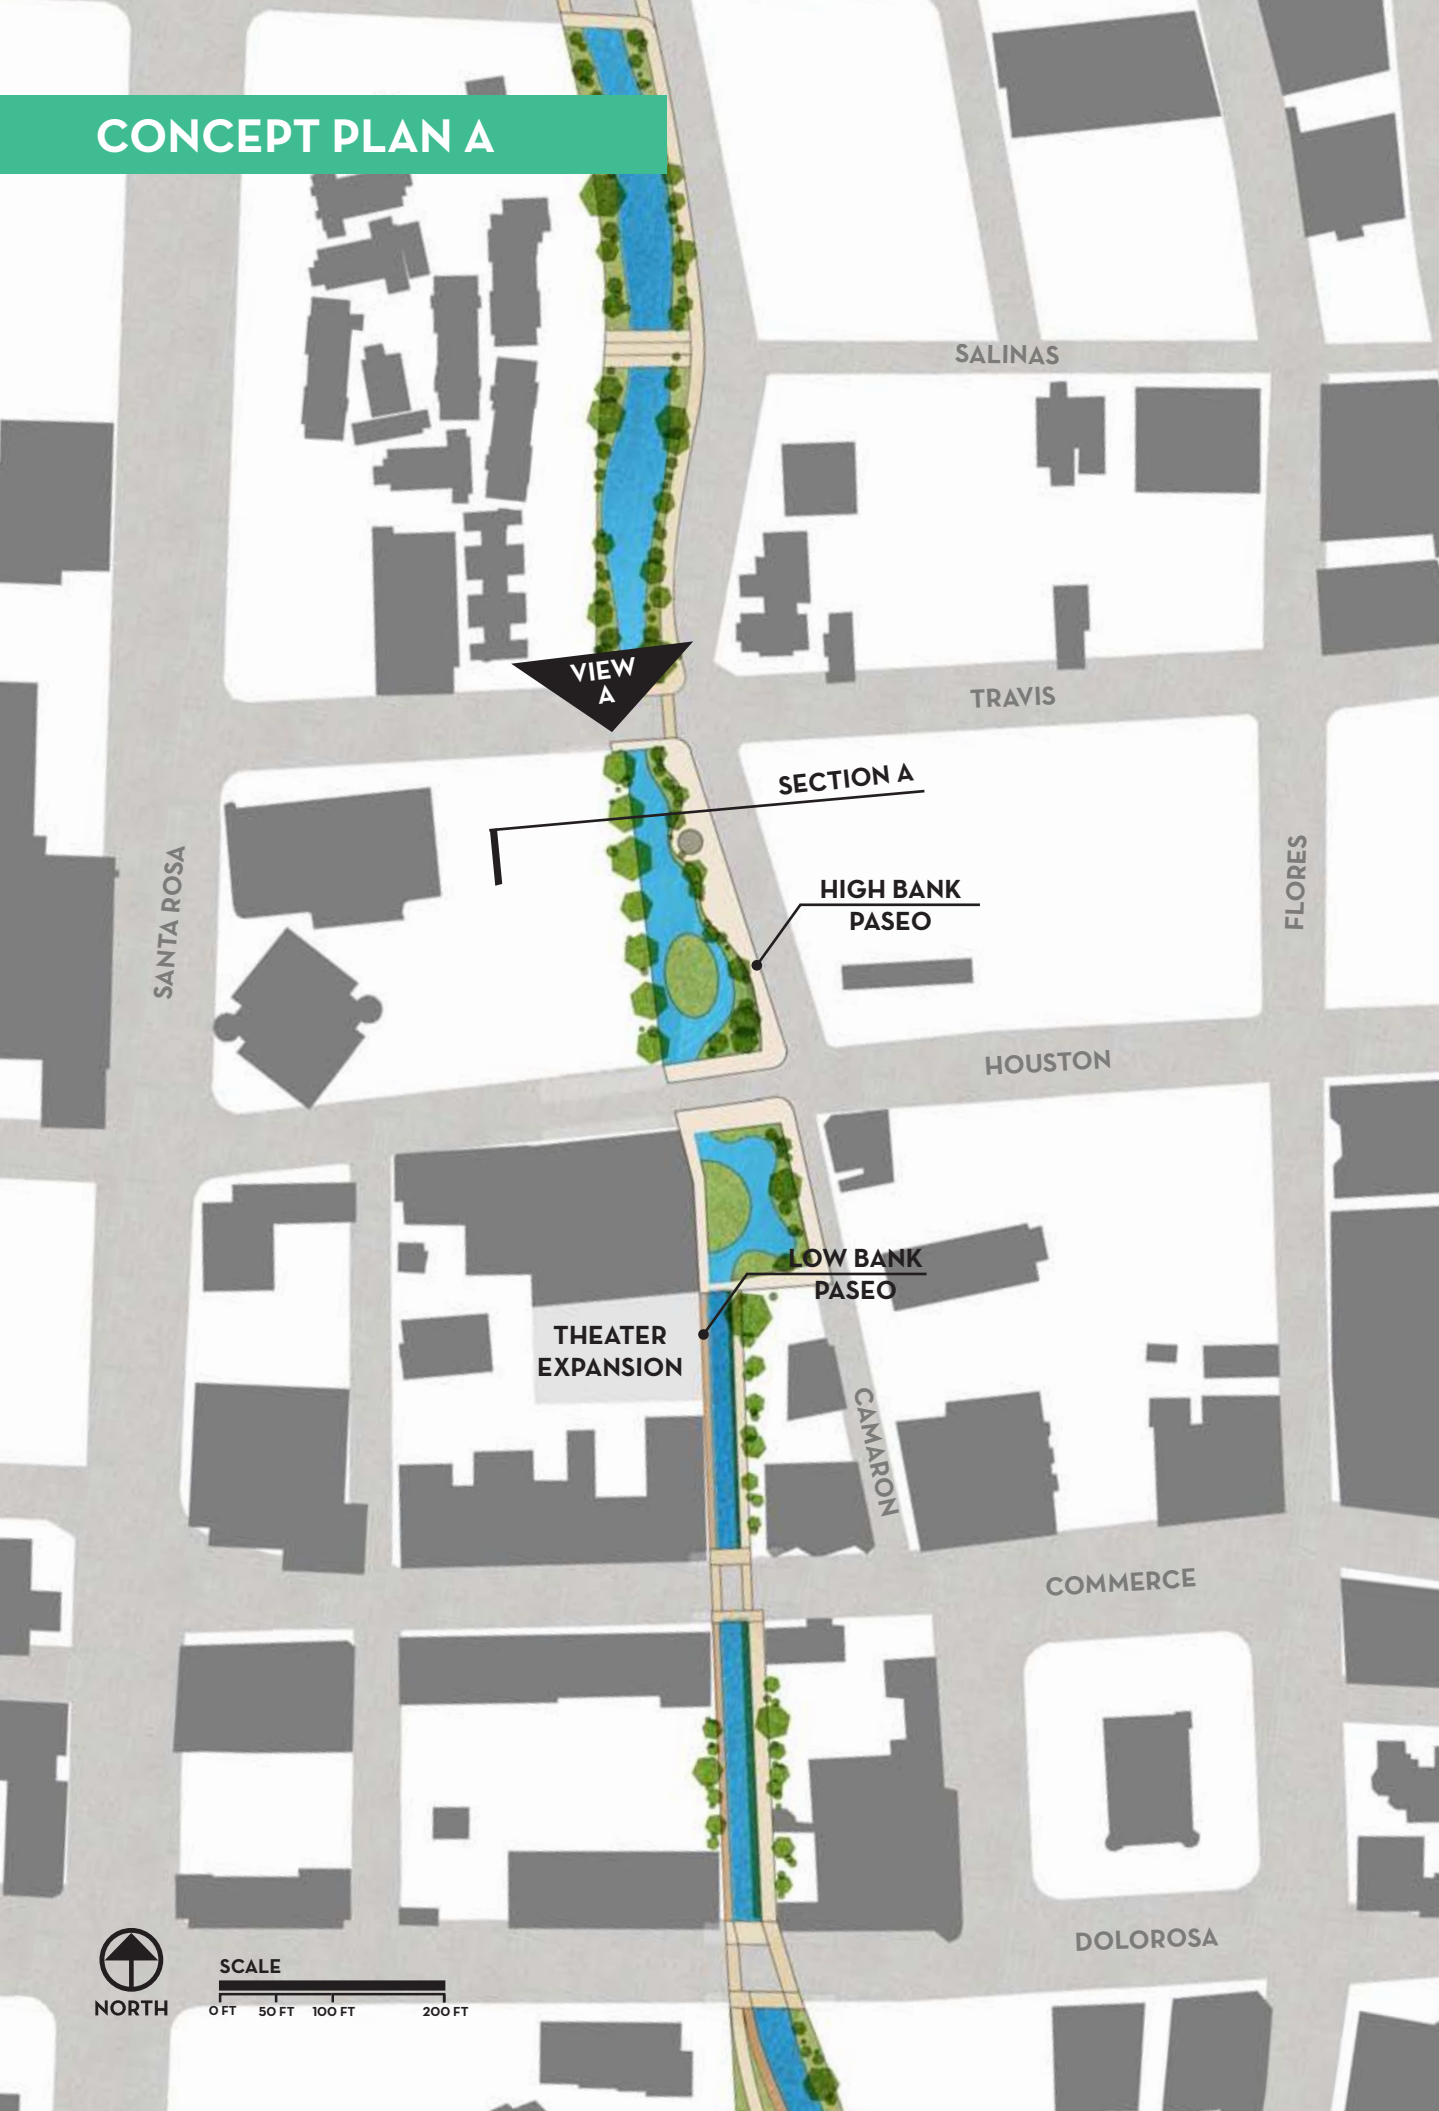 CONCEPT PLAN A
SALINAS
VIEW
A
TRAVIS
SECTION A
SANTA ROSA
HIGH BANK
PASEO
FLORES
HOUSTON
LOW BANK
PASEO
THEATER
EXPANSION
CAMARON
COMMERCE
DOLOROSA
SCALE
NORTH
0 FT 50 FT 100 FT 200 FT